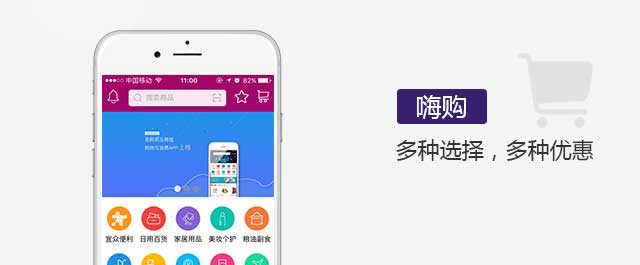 中国移动
11:00
82%
搜索商品
嗨购
多种选择，多种优惠
宜众便利
日用百货
家居用品
美妆个护
粮油副食